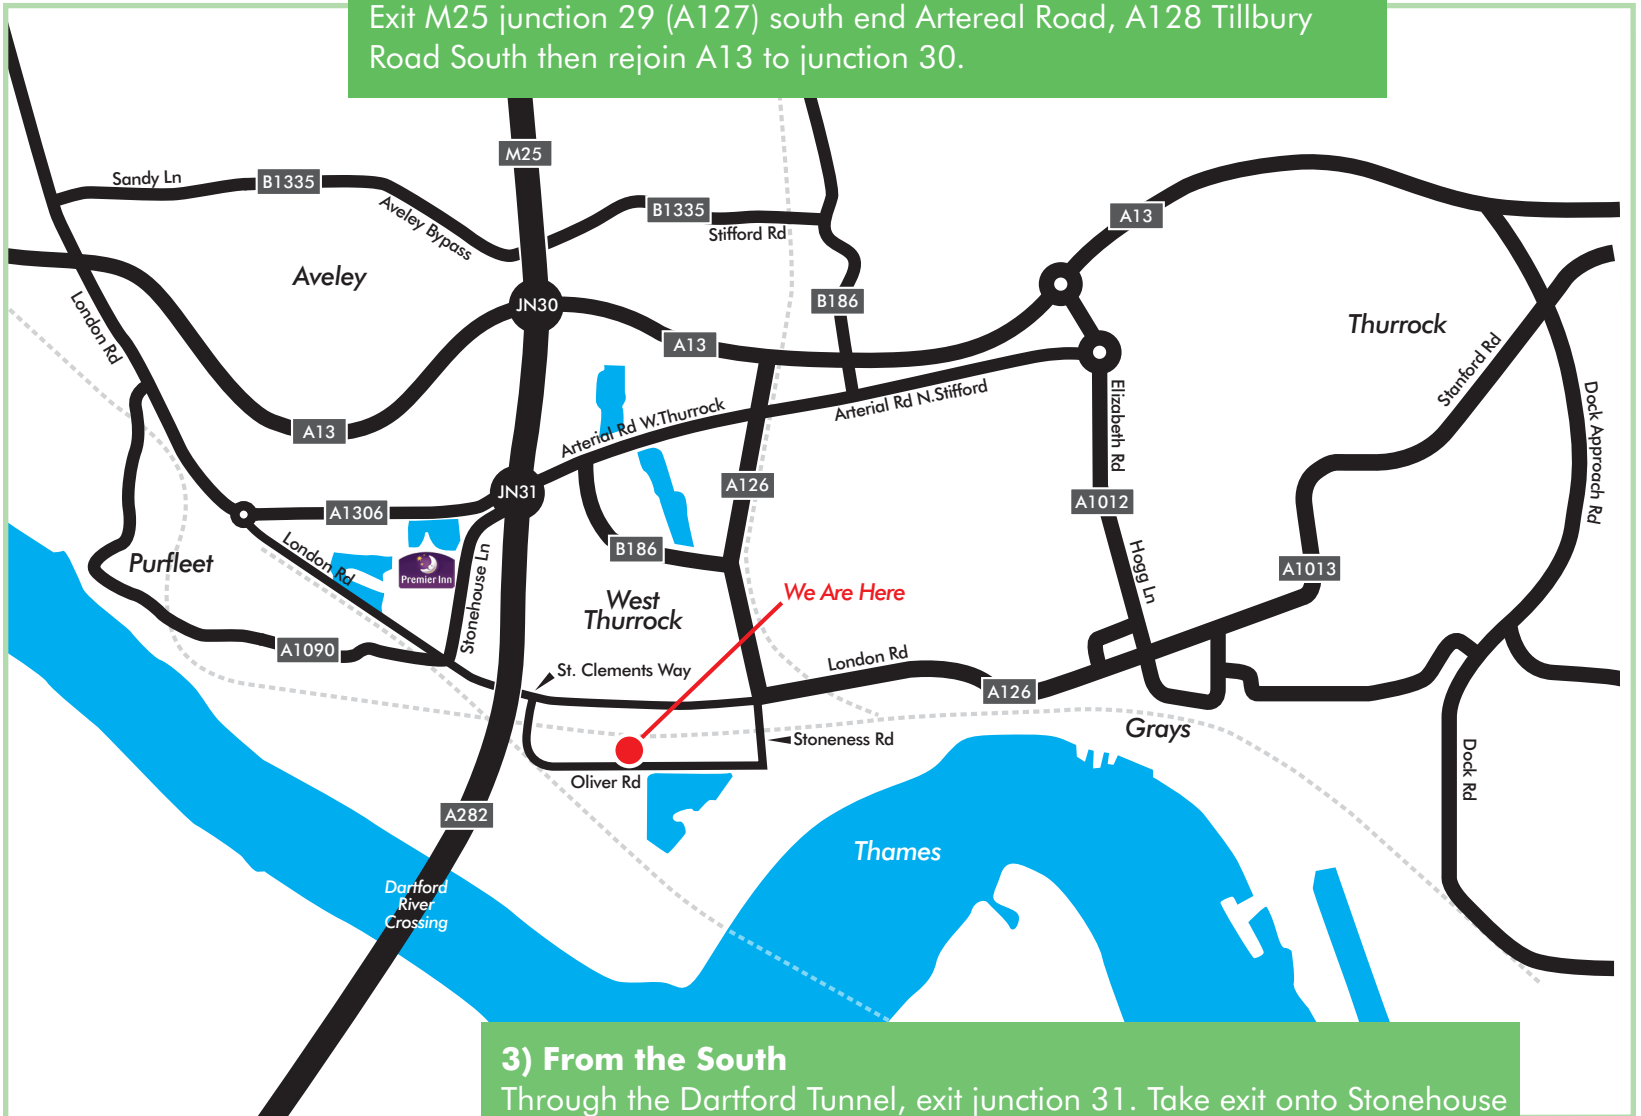 Exit M25 junction 29 (A127) south end Artereal Road, A128 Tillbury
Road South then rejoin A13 to junction 30.
M25
Sandy Ln
B1335
Aveley Bypass
B1335
Stifford Rd
A13
Aveley
JN30
B186
London Rd
A13
Thurrock
Stanford Rd
A13
Arterial Rd W.Thurrock
Arterial Rd N.Stifford
Elizabeth Rd
Dock Approach Rd
JN31
A126
A1306
A1012
Purfleet
London Rd
Premier Inn
Stonehouse Ln
B186
Hogg Ln
A1013
West
Thurrock
We Are Here
A1090
St. Clements Way
London Rd
A126
Grays
Stoneness Rd
Oliver Rd
Dock Rd
A282
Thames
Dartford
River
Crossing
3) From the South
Through the Dartford Tunnel, exit junction 31. Take exit onto Stonehouse